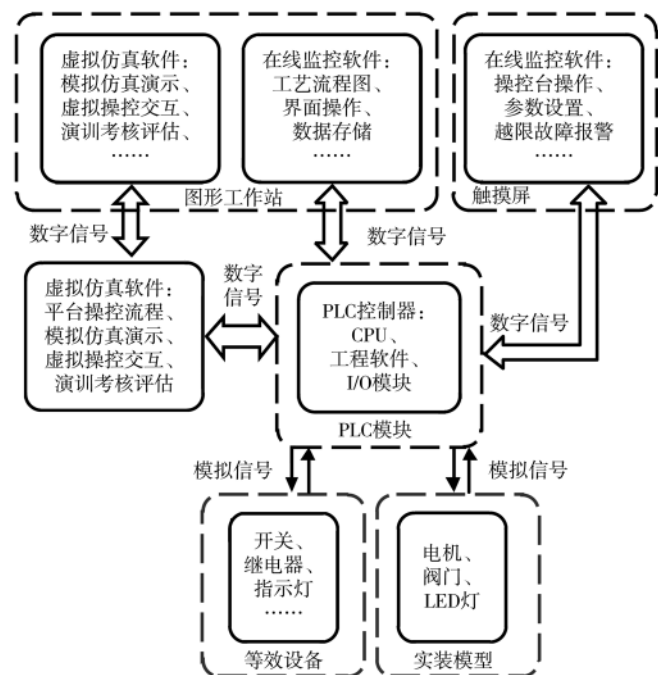 虚拟仿真软件：
模拟仿真演示、
虚拟操控交互、
演训考核评估、
……
在线监控软件：
工艺流程图、
界面操作、
数据存储
……
图形工作站
在线监控软件：
操控台操作、
参数设置、
越限故障报警
……
触摸屏
数字信号
数字信号
数字信号
虚拟仿真软件：
平台操控流程、
模拟仿真演示、
虚拟操控交互、
演训考核评估
数字
信号
PLC控制器：
CPU、
工程软件、
I/O模块
PLC模块
模拟信号
模拟信号
开关、
继电器、
指示灯
……
等效设备
电机、
阀门、
LED灯
实装模型